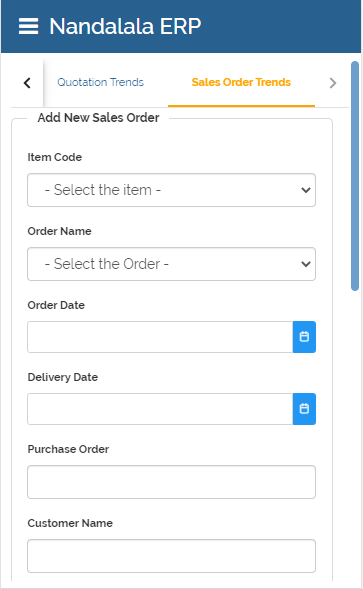 Nandalala ERP
Quotation Trends
Sales Order Trends
Add New Sales Order
Item Code
- Select the item -
Order Name
- Select the Order -
Order Date
Delivery Date
Purchase Order
Customer Name